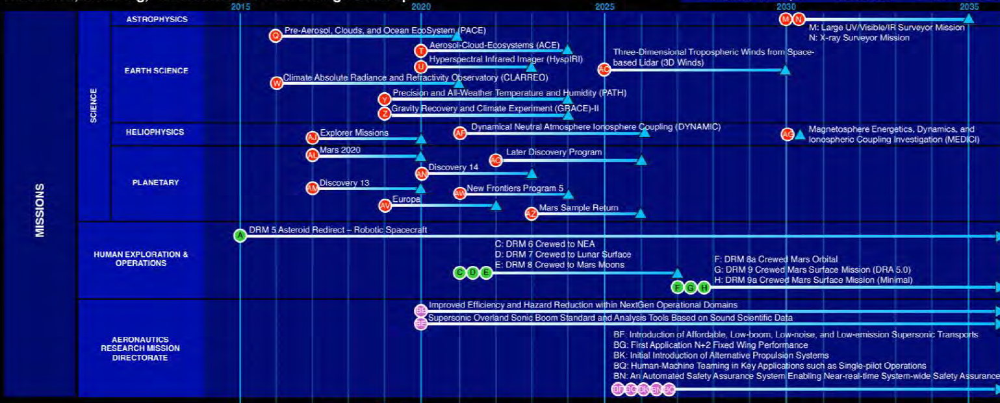 2015 2020 2025 2030 2035
MISSIONS
SCIENCE
ASTROPHYSICS
M N
M: Large UV/Visible/IR Surveyor Mission
N: X-ray Surveyor Mission
EARTH SCIENCE
Q Pre-Aerosol, Clouds, and Ocean EcoSystem (PACE)
T Aerosol-Cloud-Ecosystems (ACE)
U Hyperspectral Infrared Imager (HyspIRI)
Three-Dimensional Tropospheric Winds from Space-
based Lidar (3D Winds)
W Climate Absolute Radiance and Refractivity Observatory (CLARREO)
Y Precision and All-Weather Temperature and Humidity (PATH)
Z Gravity Recovery and Climate Experiment (GRACE)-II
HELIOPHYSICS
AJ Explorer Missions
AF Dynamical Neutral Atmosphere Ionosphere Coupling (DYNAMIC)
AG Magnetosphere Energetics, Dynamics, and
Ionospheric Coupling Investigation (MEDICI)
PLANETARY
AL Mars 2020
Later Discovery Program
AN Discovery 14
AM Discovery 13
AW New Frontiers Program 5
AV Europa
AZ Mars Sample Return
HUMAN EXPLORATION &
OPERATIONS
A DRM 5 Asteroid Redirect – Robotic Spacecraft
C: DRM 6 Crewed to NEA
D: DRM 7 Crewed to Lunar Surface
E: DRM 8 Crewed to Mars Moons
C D E
F: DRM 8a Crewed Mars Orbital
G: DRM 9 Crewed Mars Surface Mission (DRA 5.0)
H: DRM 9a Crewed Mars Surface Mission (Minimal)
F G H
AERONAUTICS
RESEARCH MISSION
DIRECTORATE
Improved Efficiency and Hazard Reduction within NextGen Operational Domains
BE Supersonic Overland Sonic Boom Standard and Analysis Tools Based on Sound Scientific Data
BF: Introduction of Affordable, Low-boom, Low-noise, and Low-emission Supersonic Transports
BG: First Application N+2 Fixed Wing Performance
BK: Initial Introduction of Alternative Propulsion Systems
BQ: Human-Machine Teaming in Key Applications such as Single-pilot Operations
BN: An Automated Safety Assurance System Enabling Near-real-time System-wide Safety Assurance
BF BG BK BN BQ